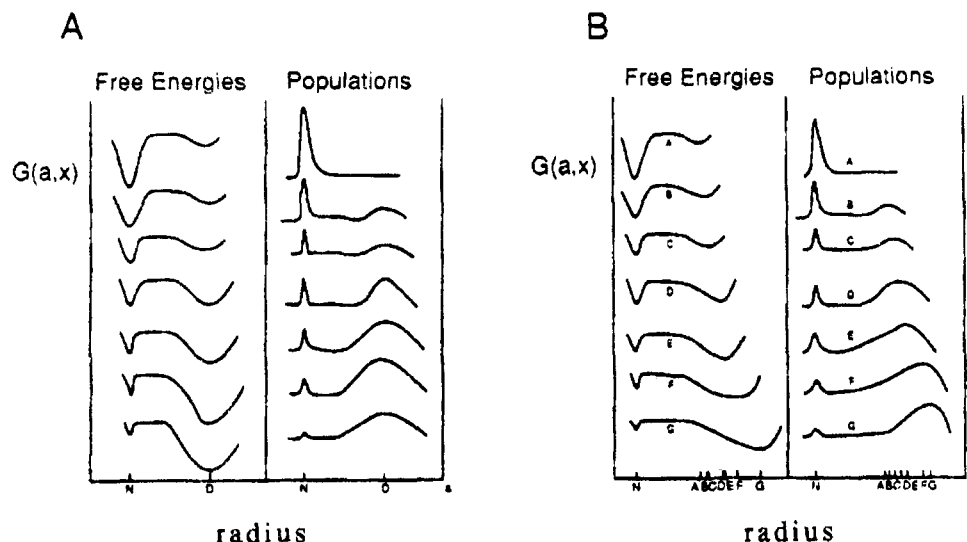 A
B
Free Energies
Populations
Free Energies
Populations
G(a,x)
G(a,x)
A
B
C
D
E
F
G
A
B
C
D
E
F
G
N
D
N
D
N
ABCDEF
G
N
ABCDEFG
radius
radius